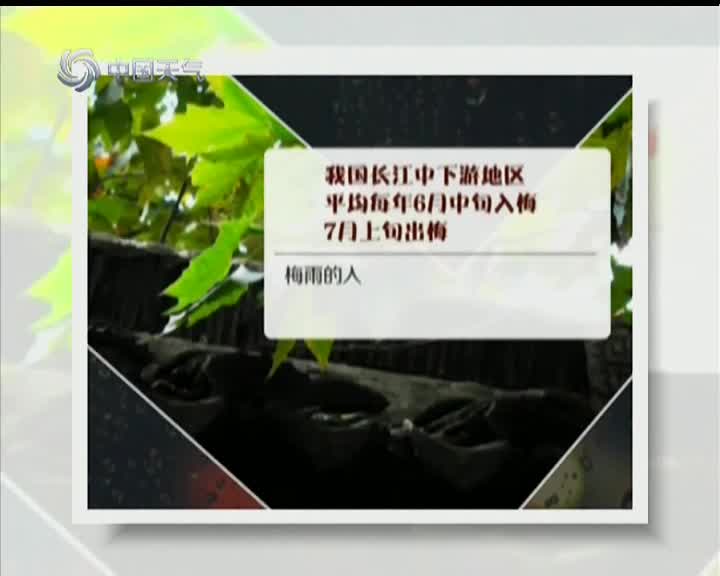 中国天气
我国长江中下游地区
平均每年6月中旬入梅
7月上旬出梅
梅雨的人